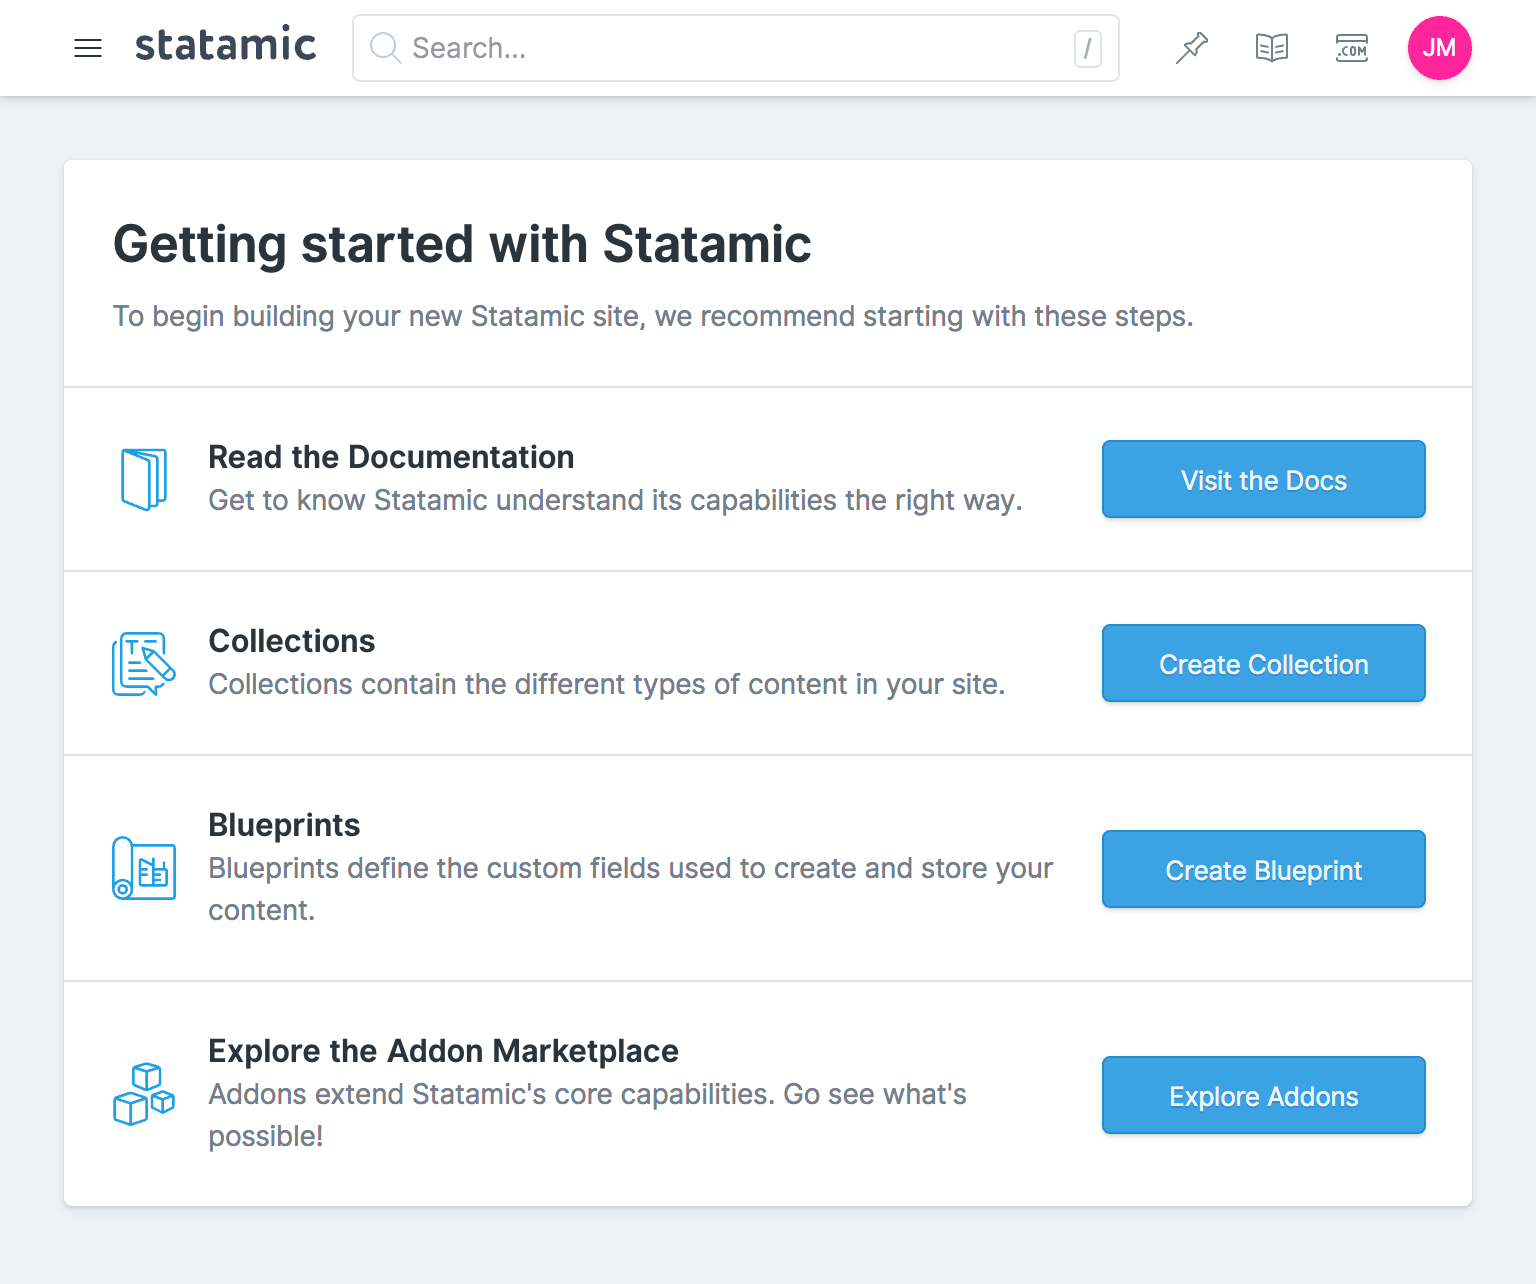 statamic
Search...
/
.COM
JM
Getting started with Statamic
To begin building your new Statamic site, we recommend starting with these steps.
Read the Documentation
Get to know Statamic understand its capabilities the right way.
Visit the Docs
T
Collections
Collections contain the different types of content in your site.
Create Collection
Blueprints
Blueprints define the custom fields used to create and store your
content.
Create Blueprint
Explore the Addon Marketplace
Addons extend Statamic's core capabilities. Go see what's
possible!
Explore Addons